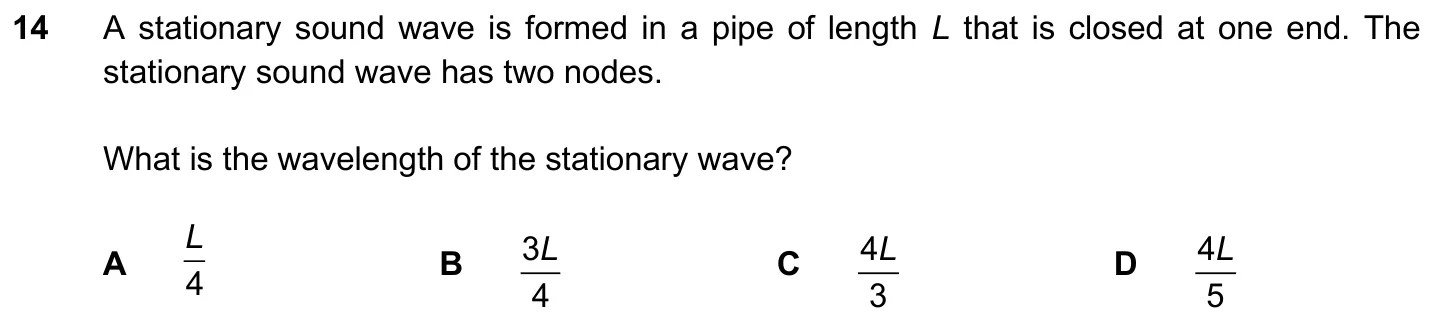 14 A stationary sound wave is formed in a pipe of length L that is closed at one end. The
stationary sound wave has two nodes.
What is the wavelength of the stationary wave?
A L/4 B 3L/4 C 4L/3 D 4L/5